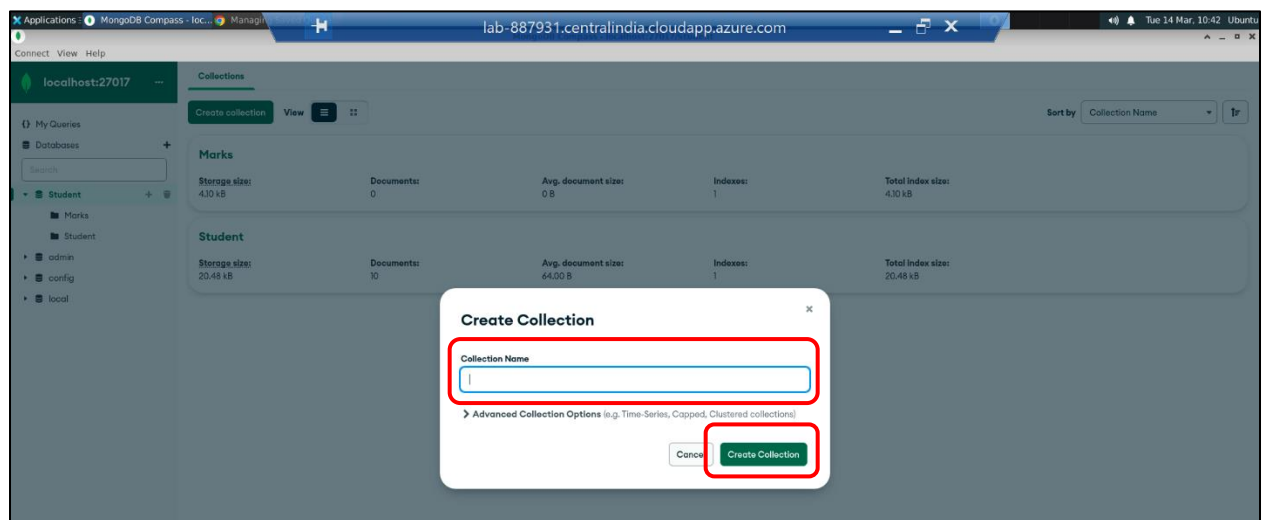 Applications MongoDB Compass - loc... Managin lab-887931.centralindia.cloudapp.azure.com Tue 14 Mar, 10:42 Ubuntu
Connect View Help
localhost:27017 ...
Collections
Create collection View Sort by Collection Name
{} My Queries
Databases +
Search
Student +
Marks
Student
admin
config
local
Marks
Storage size: Documents: Avg. document size: Indexes: Total index size:
4.10 kB 0 0 B 1 4.10 kB
Student
Storage size: Documents: Avg. document size: Indexes: Total index size:
20.48 kB 10 64.00 B 1 20.48 kB
Create Collection
Collection Name
Advanced Collection Options (e.g. Time-Series, Capped, Clustered collections)
Cance Create Collection